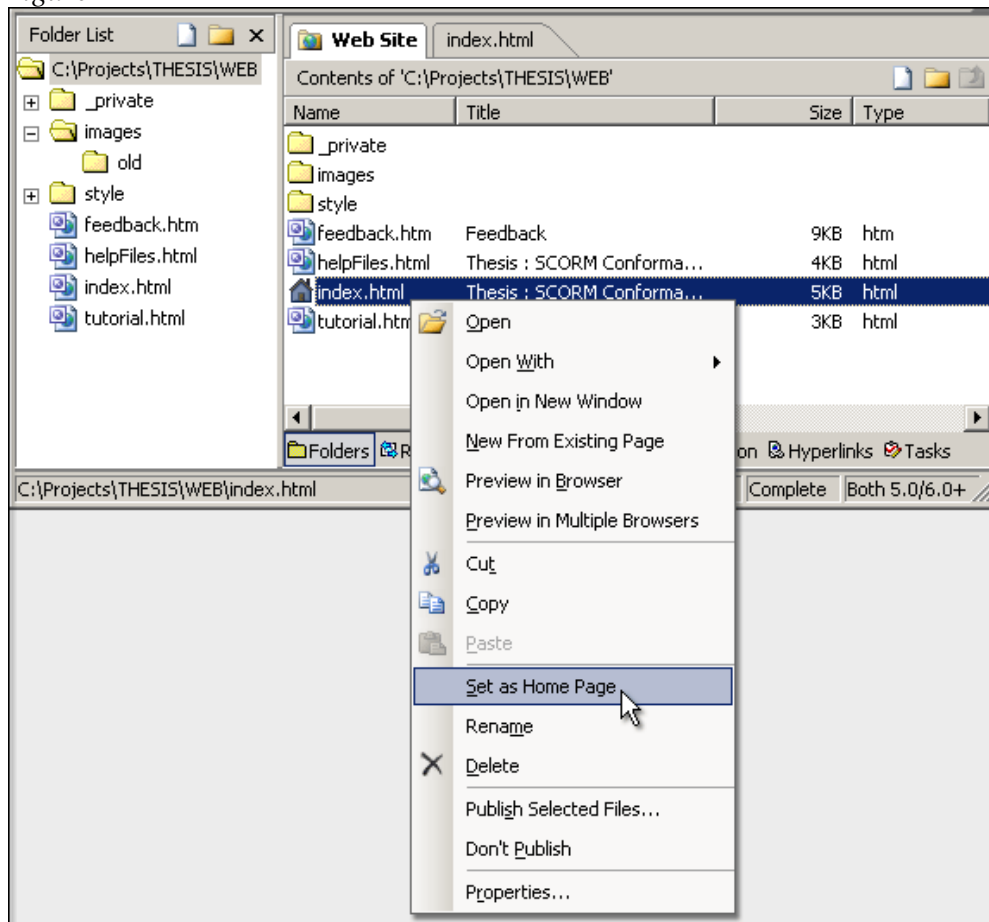 Folder List
Web Site index.html
C:\Projects\THESIS\WEB
Contents of 'C:\Projects\THESIS\WEB'
_private
images
old
style
feedback.htm
helpFiles.html
index.html
tutorial.html
Name Title Size Type
_private
images
style
feedback.htm Feedback 9KB htm
helpFiles.html Thesis : SCORM Conforma... 4KB html
index.html Thesis : SCORM Conforma... 5KB html
tutorial.htm 3KB html
Open
Open With
Open in New Window
New From Existing Page
Preview in Browser
Preview in Multiple Browsers
Cut
Copy
Paste
Set as Home Page
Rename
Delete
Publish Selected Files...
Don't Publish
Properties...
Folders R on Hyperlinks Tasks
C:\Projects\THESIS\WEB\index.html Complete Both 5.0/6.0+